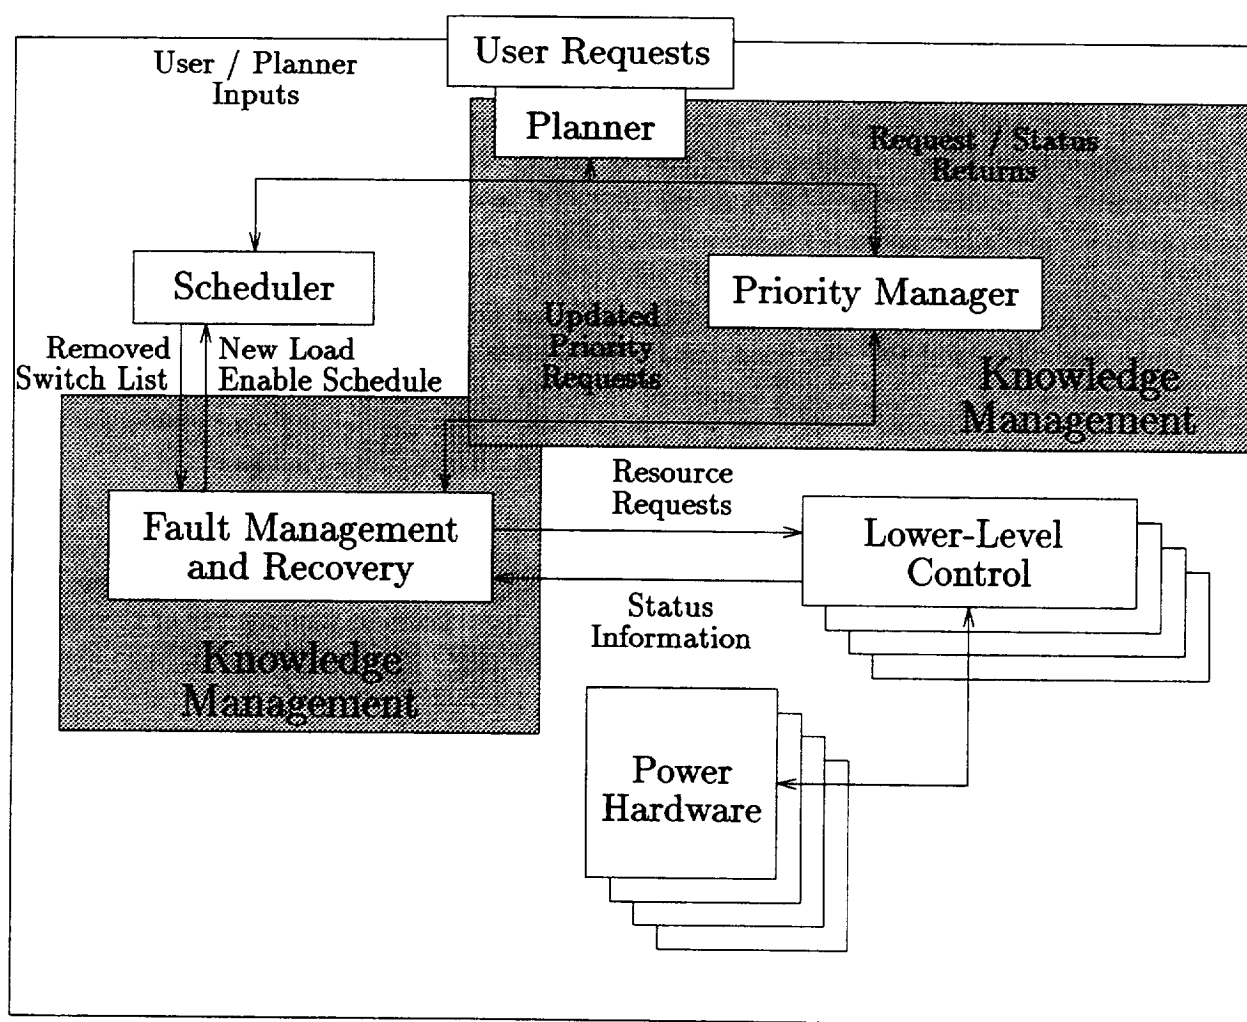 User Requests
User / Planner
Inputs
Planner
Request / Status
Returns
Scheduler
Priority Manager
Removed
Switch List
New Load
Enable Schedule
Updated
Priority
Requests
Knowledge
Management
Resource
Requests
Fault Management
and Recovery
Lower-Level
Control
Status
Information
Knowledge
Management
Power
Hardware